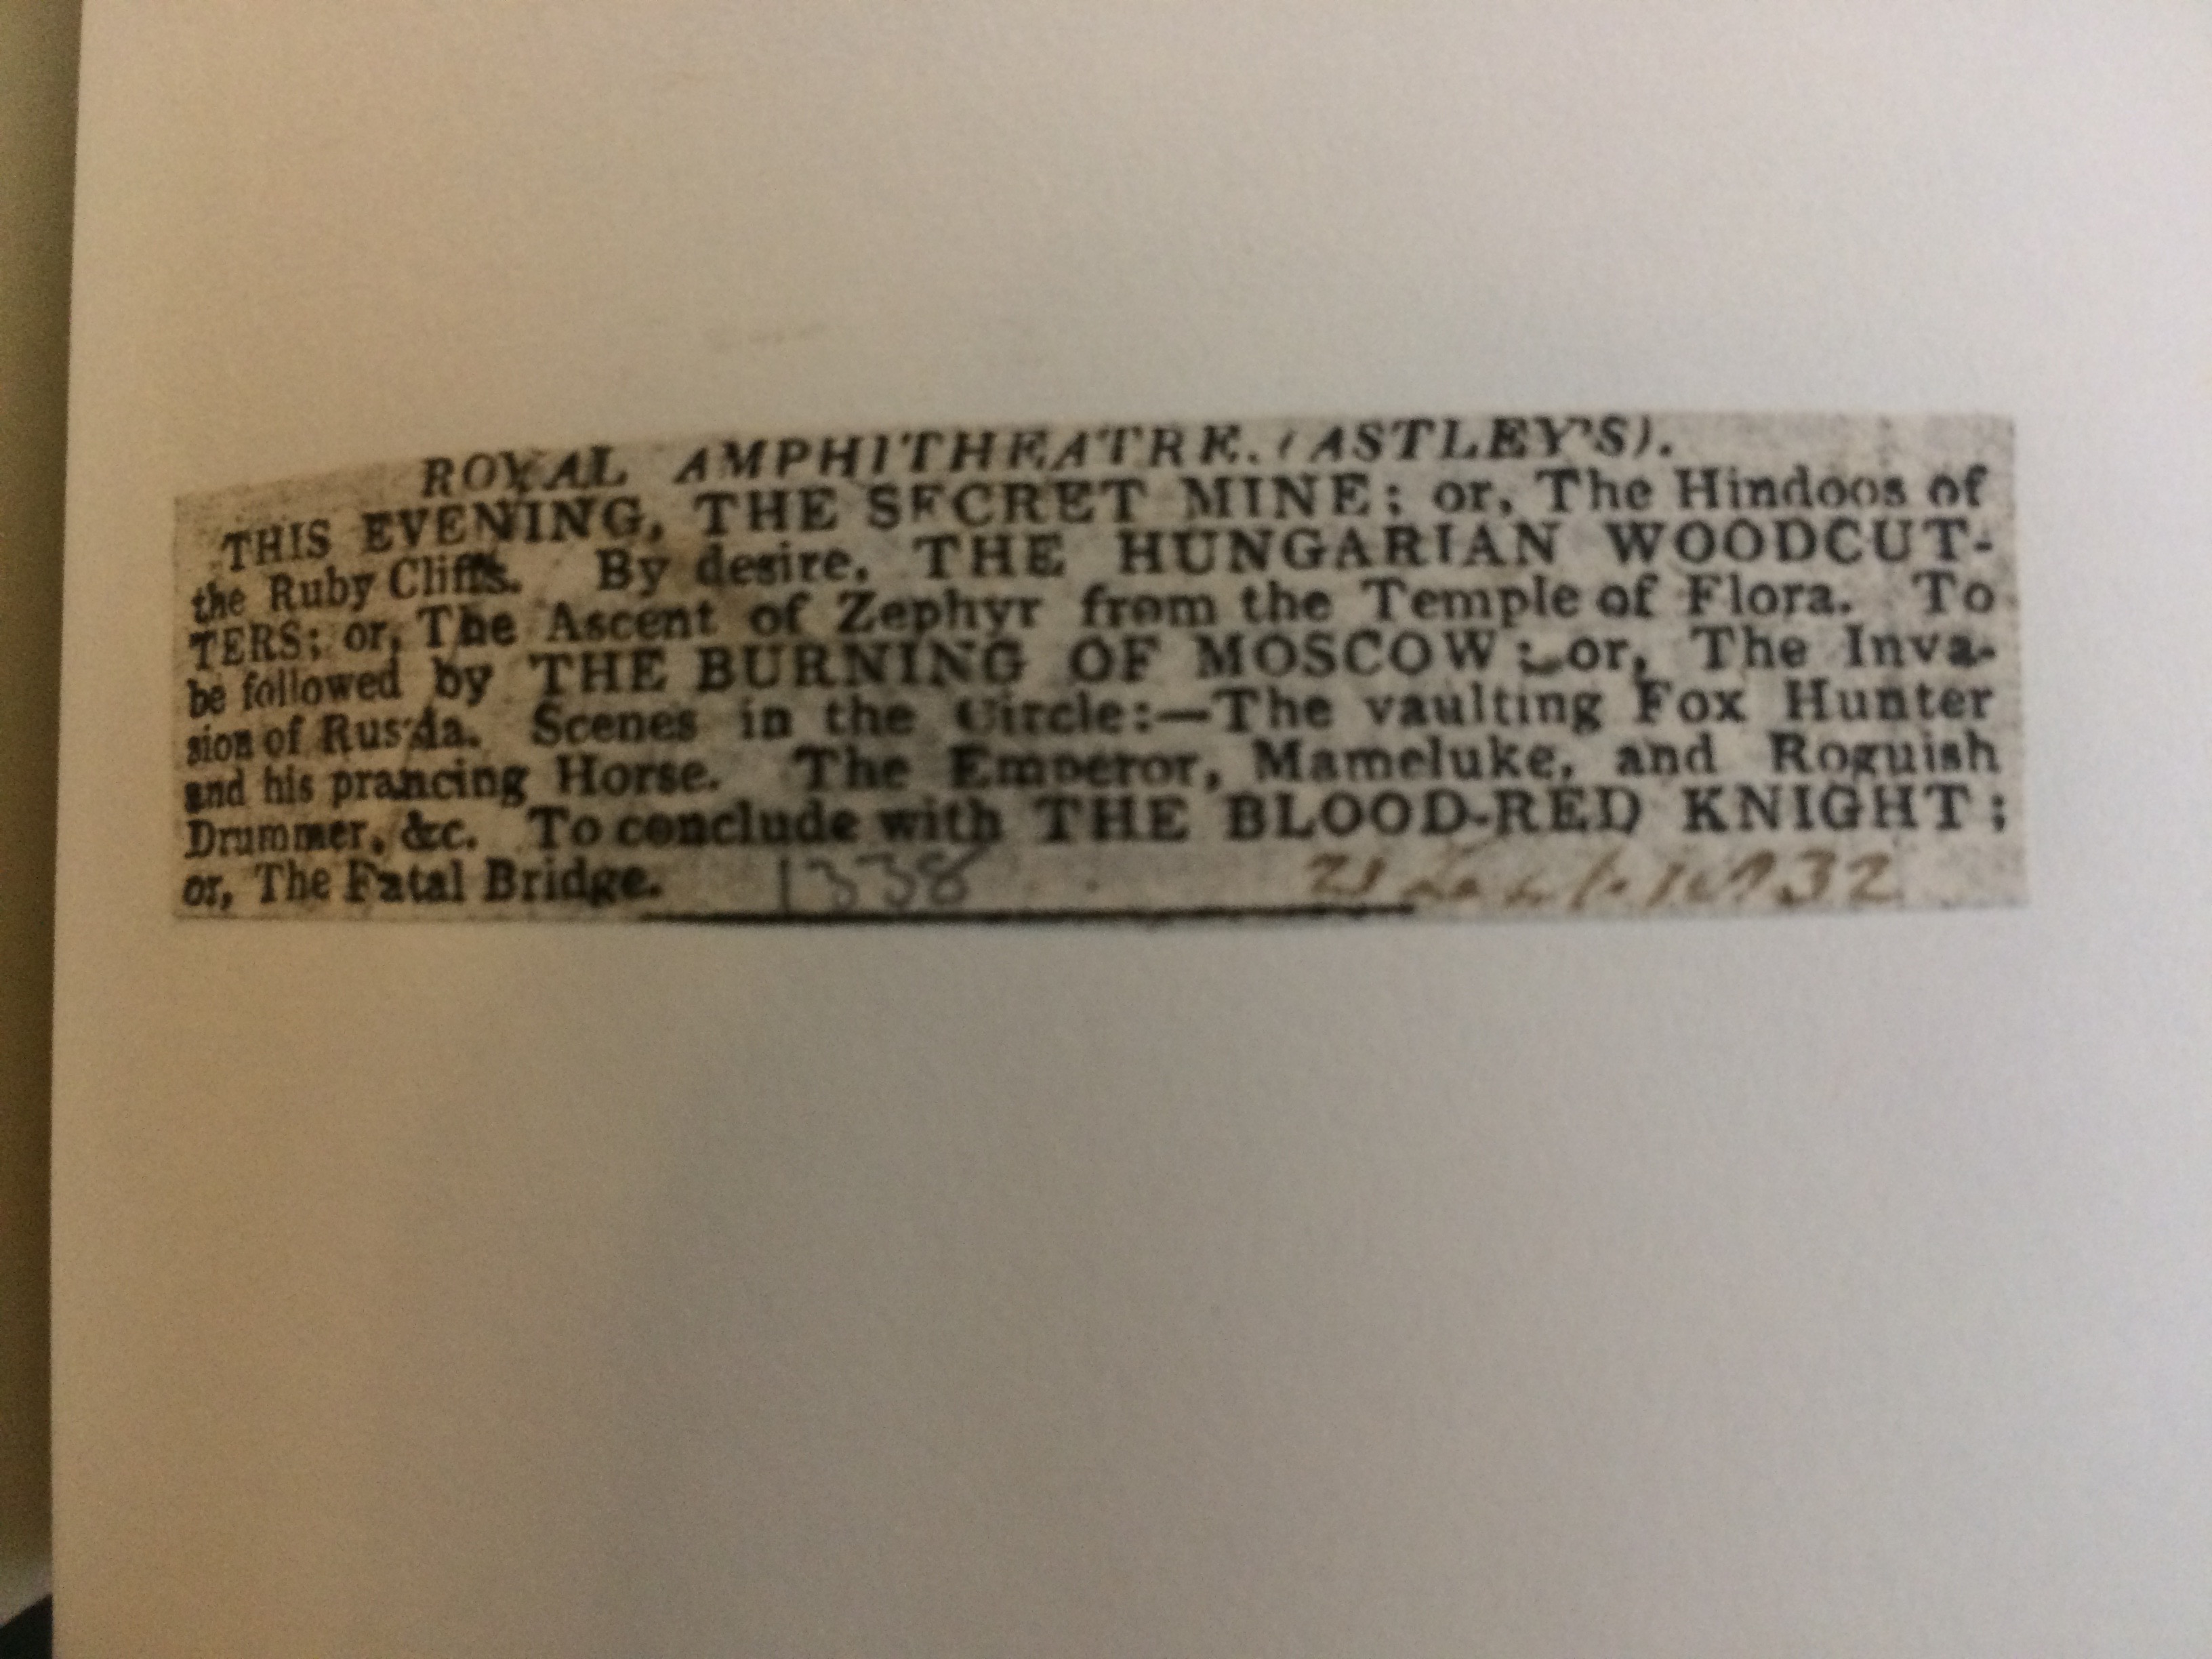 ROYAL AMPHITHEATRE. (ASTLEY'S).
THIS EVENING, THE SECRET MINE; or, The Hindoos of
the Ruby Cliffs. By desire, THE HUNGARIAN WOODCUT-
TERS; or, The Ascent of Zephyr from the Temple of Flora. To
be followed by THE BURNING OF MOSCOW; or, The Inva-
sion of Russia. Scenes in the Circle:—The vaulting Fox Hunter
and his prancing Horse. The Emperor, Mameluke, and Roguish
Drummer, &c. To conclude with THE BLOOD-RED KNIGHT;
or, The Fatal Bridge. 1338 21